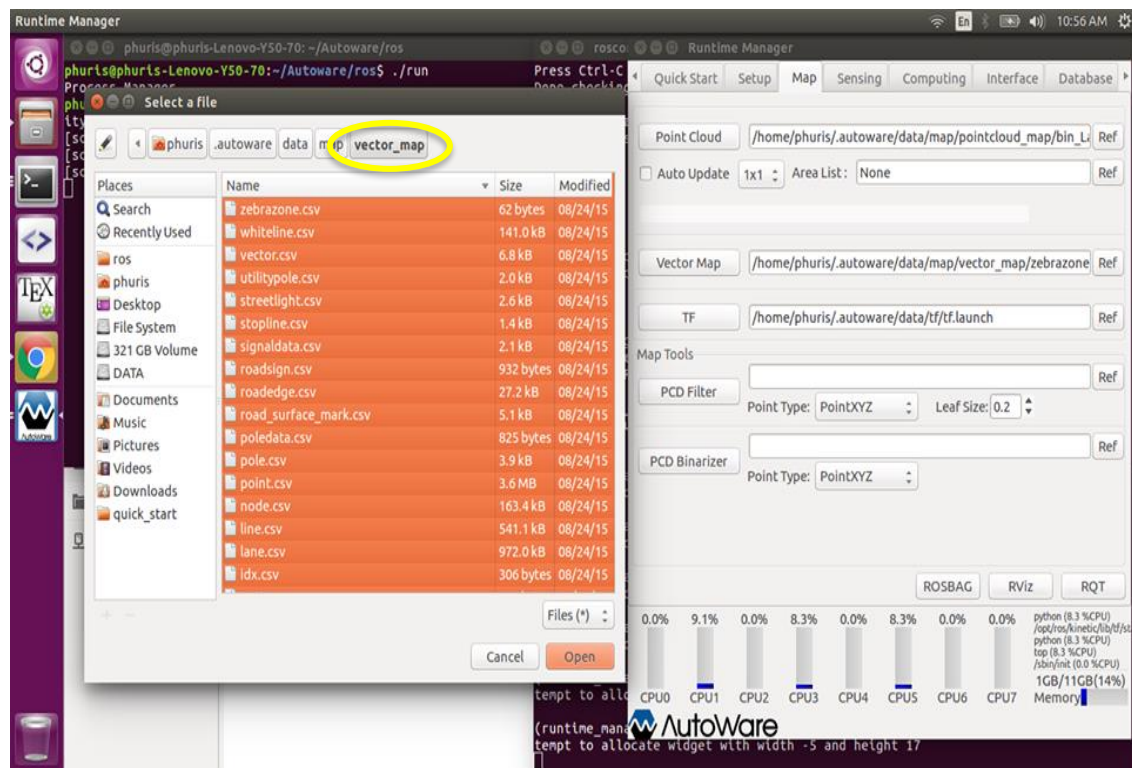 Runtime Manager
En
10:56 AM
phuris@phuris-Lenovo-Y50-70: ~/Autoware/ros
rosco
Runtime Manager
phuris@phuris-Lenovo-Y50-70:~/Autoware/ros$ ./run
Press Ctrl-C
Select a file
phuris
.autoware
data
map
vector_map
Places
Name
Size
Modified
Search
Recently Used
ros
phuris
Desktop
File System
321 GB Volume
DATA
Documents
Music
Pictures
Videos
Downloads
quick_start
zebrazone.csv 62 bytes 08/24/15
whiteline.csv 141.0 kB 08/24/15
vector.csv 6.8 kB 08/24/15
utilitypole.csv 2.0 kB 08/24/15
streetlight.csv 2.6 kB 08/24/15
stopline.csv 1.4 kB 08/24/15
signaldata.csv 2.1 kB 08/24/15
roadsign.csv 932 bytes 08/24/15
roadedge.csv 27.2 kB 08/24/15
road_surface_mark.csv 5.1 kB 08/24/15
poledata.csv 825 bytes 08/24/15
pole.csv 3.9 kB 08/24/15
point.csv 3.6 MB 08/24/15
node.csv 163.4 kB 08/24/15
line.csv 541.1 kB 08/24/15
lane.csv 972.0 kB 08/24/15
idx.csv 306 bytes 08/24/15
Files (*)
Cancel
Open
Quick Start Setup Map Sensing Computing Interface Database
Point Cloud /home/phuris/.autoware/data/map/pointcloud_map/bin_L Ref
Auto Update 1x1 Area List : None Ref
Vector Map /home/phuris/.autoware/data/map/vector_map/zebrazone Ref
TF /home/phuris/.autoware/data/tf/tf.launch Ref
Map Tools
PCD Filter Ref
Point Type: PointXYZ Leaf Size: 0.2
PCD Binarizer Ref
Point Type: PointXYZ
ROSBAG RViz RQT
0.0% 9.1% 0.0% 8.3% 0.0% 8.3% 0.0% 0.0%
CPU0 CPU1 CPU2 CPU3 CPU4 CPU5 CPU6 CPU7
python (8.3 %CPU)
/opt/ros/kinetic/lib/tf/st
python (8.3 %CPU)
top (8.3 %CPU)
/sbin/init (0.0 %CPU)
1GB/11GB(14%)
Memory
AutoWare
tempt to allo
(runtime_mana
tempt to allocate widget with width -5 and height 17
TEX
Autoware